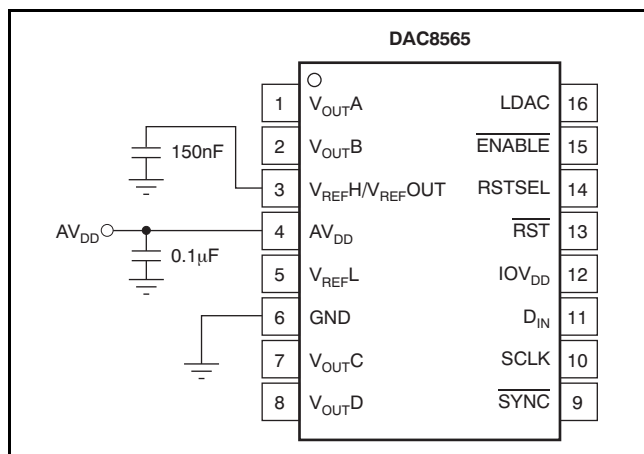 DAC8565
1 VOUTA LDAC 16
2 VOUTB ENABLE 15
150nF
3 VREFH/VREFOUT RSTSEL 14
AVDD 4 AVDD RST 13
0.1μF
5 VREFL IOVDD 12
6 GND DIN 11
7 VOUTC SCLK 10
8 VOUTD SYNC 9